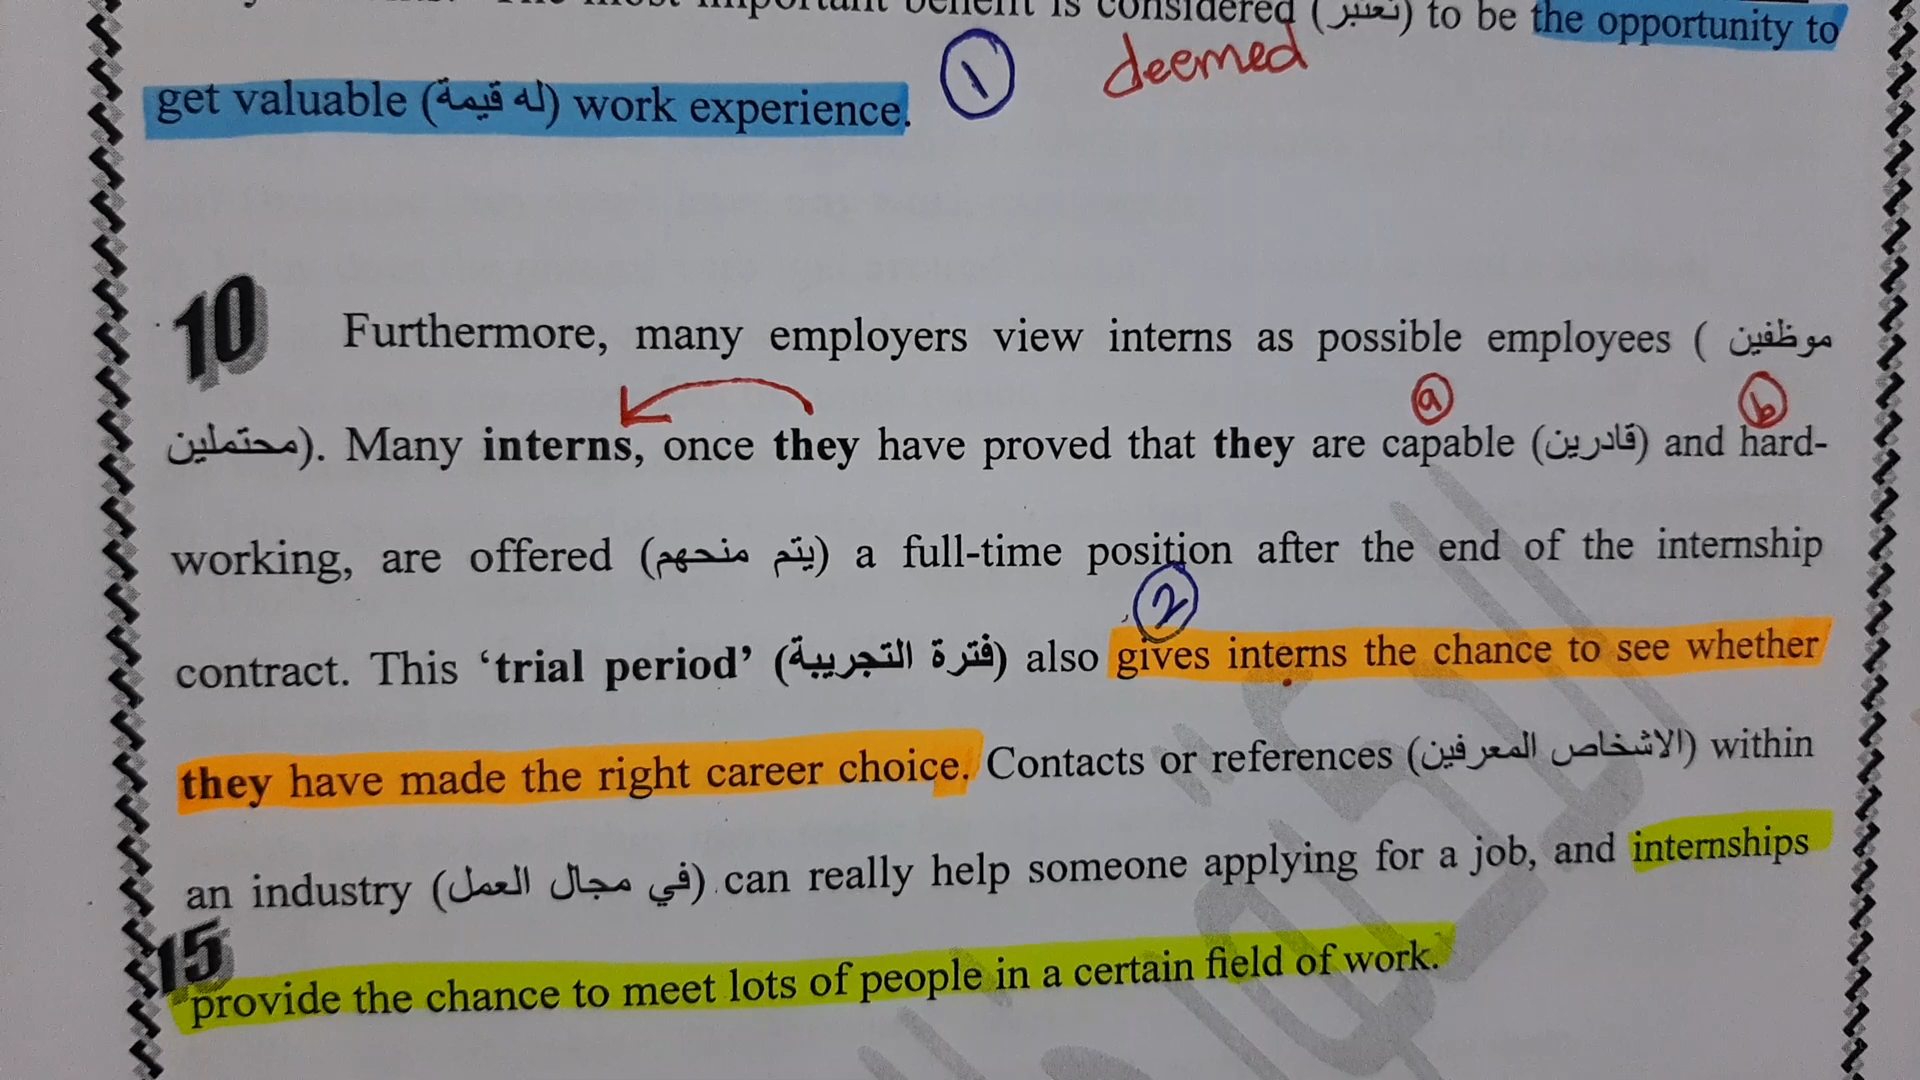 important benefit is considered (تعتبر) to be the opportunity to
deemed
get valuable (له قيمة) work experience. ١
10 Furthermore, many employers view interns as possible employees ( موظفين
a b
محتملين). Many interns, once they have proved that they are capable (قادرين) and hard-
working, are offered (يتم منحهم) a full-time position after the end of the internship
2
contract. This ‘trial period’ (فترة التجريبية) also gives interns the chance to see whether
they have made the right career choice. Contacts or references (الاشخاص المعرفين) within
an industry (في مجال العمل) can really help someone applying for a job, and internships
15
provide the chance to meet lots of people in a certain field of work.